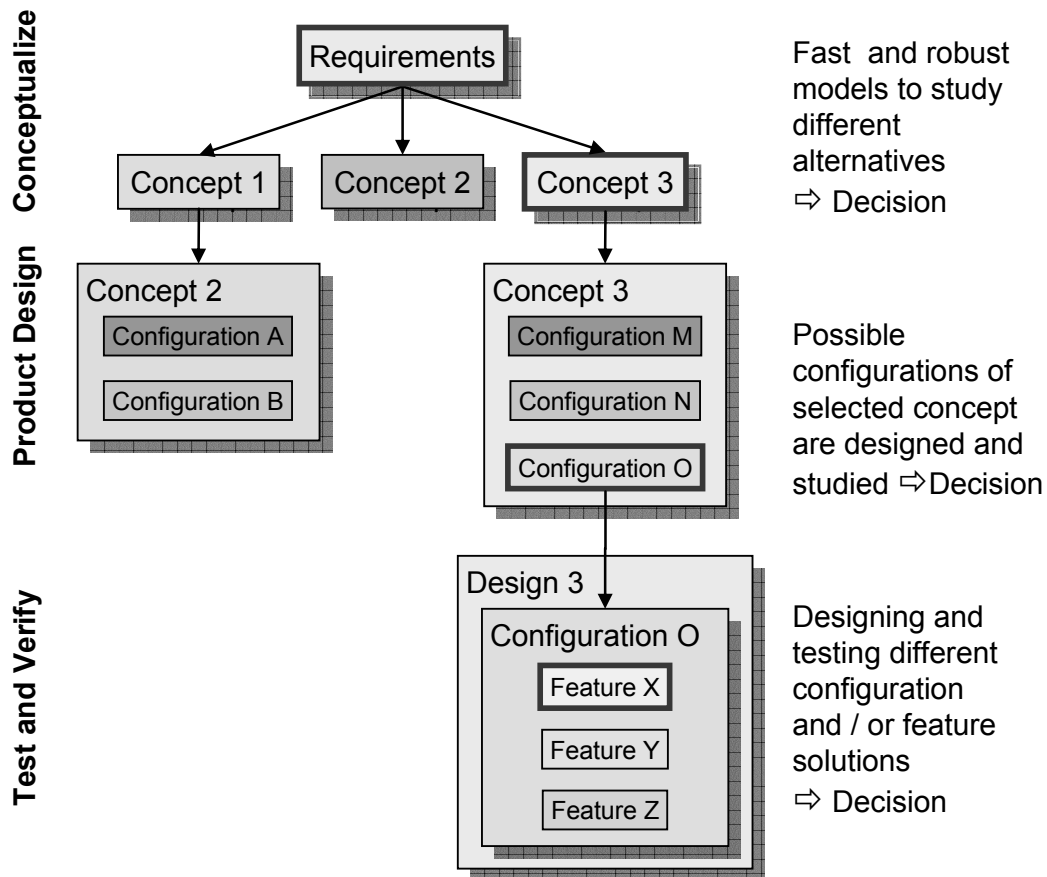 Conceptualize
Requirements
Concept 1
Concept 2
Concept 3
Fast and robust
models to study
different
alternatives
⇨ Decision
Product Design
Concept 2
Configuration A
Configuration B
Concept 3
Configuration M
Configuration N
Configuration O
Possible
configurations of
selected concept
are designed and
studied ⇨Decision
Test and Verify
Design 3
Configuration O
Feature X
Feature Y
Feature Z
Designing and
testing different
configuration
and / or feature
solutions
⇨ Decision